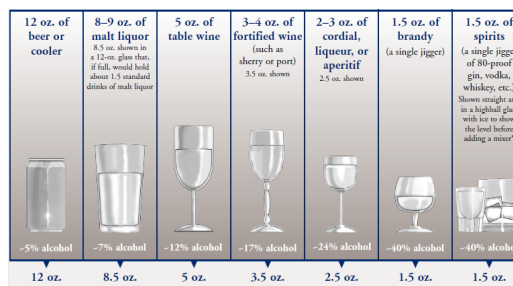 12 oz. of
beer or
cooler
8–9 oz. of
malt liquor
8.5 oz. shown in
a 12-oz. glass that,
if full, would hold
about 1.5 standard
drinks of malt liquor
5 oz. of
table wine
3–4 oz. of
fortified wine
(such as
sherry or port)
3.5 oz. shown
2–3 oz. of
cordial,
liqueur, or
aperitif
2.5 oz. shown
1.5 oz. of
brandy
(a single jigger)
1.5 oz. of
spirits
(a single jigge
of 80-proof
gin, vodka,
whiskey, etc.
Shown straight an
in a highball glas
with ice to show
the level before
adding a mixer*
~5% alcohol
~7% alcohol
~12% alcohol
~17% alcohol
~24% alcohol
~40% alcohol
~40% alcoho
12 oz.
8.5 oz.
5 oz.
3.5 oz.
2.5 oz.
1.5 oz.
1.5 oz.